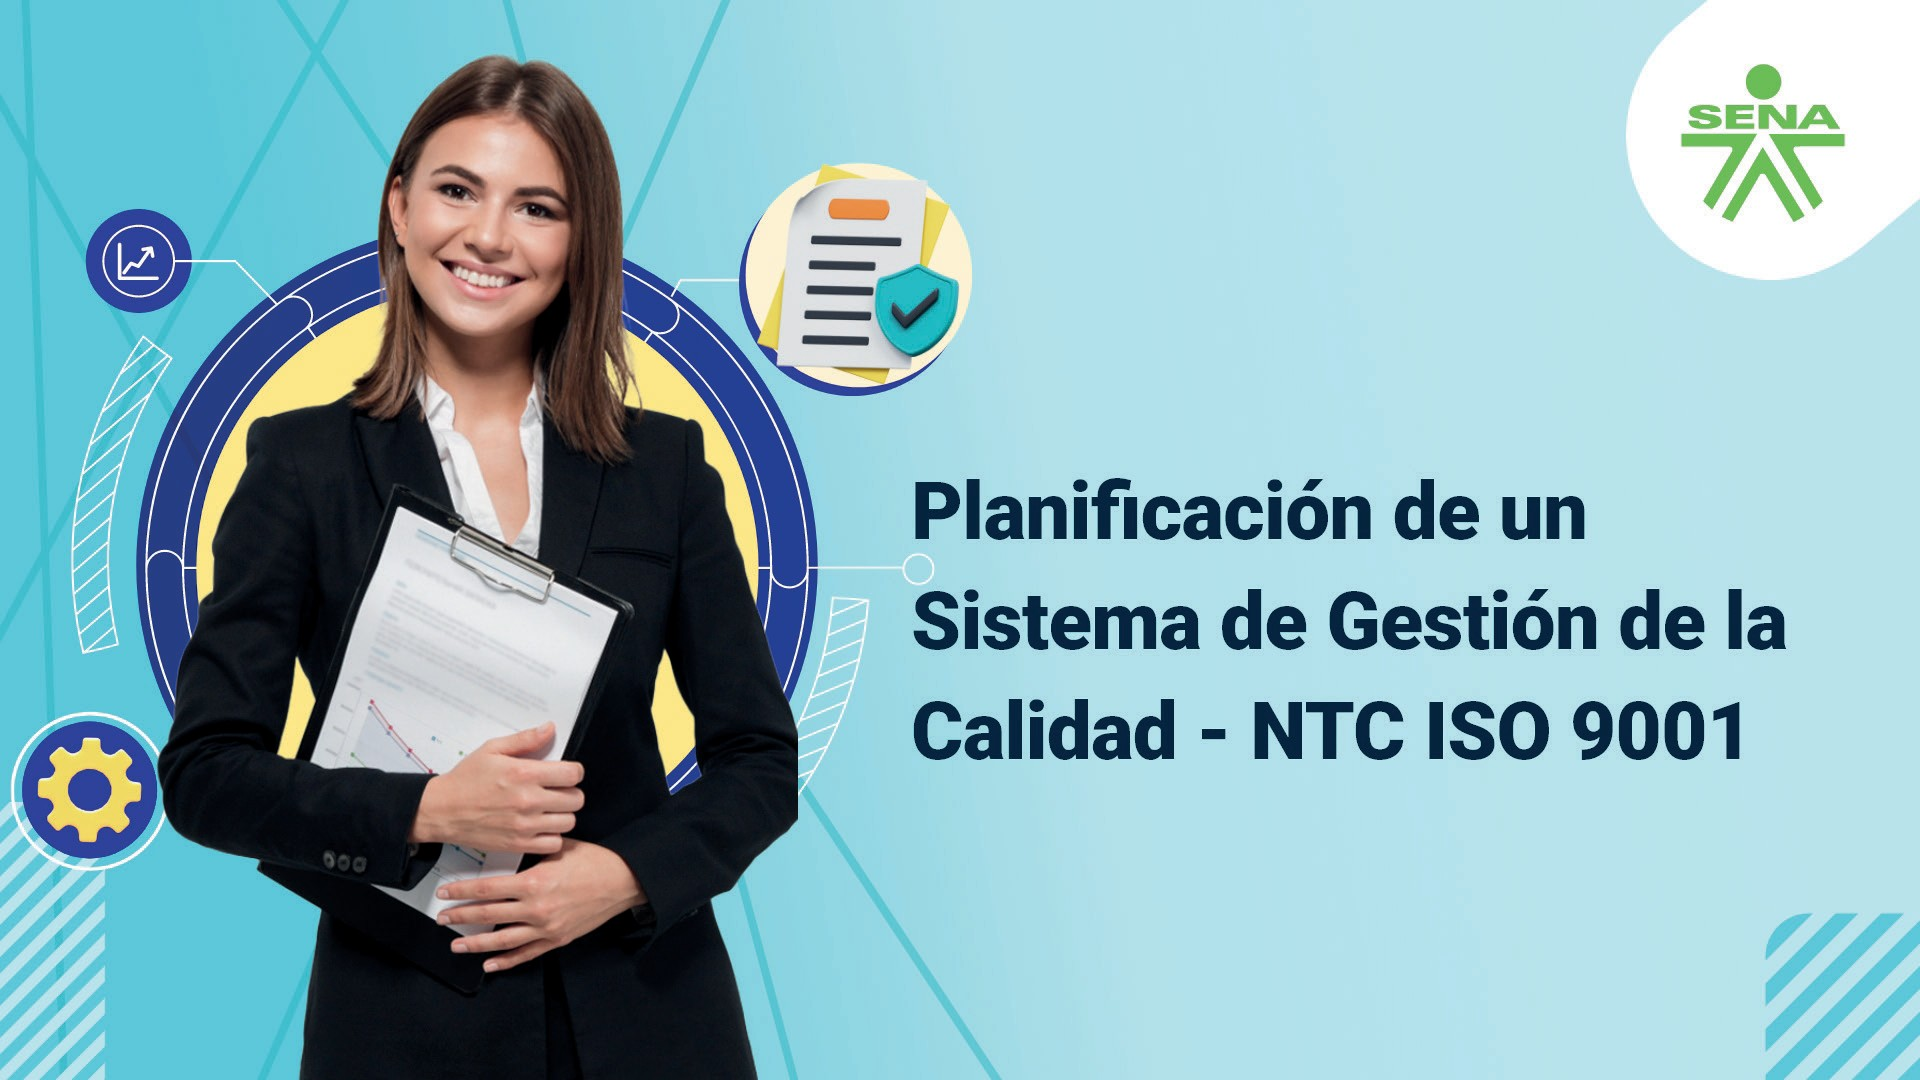 SENA
Planificación de un
Sistema de Gestión de la
Calidad - NTC ISO 9001